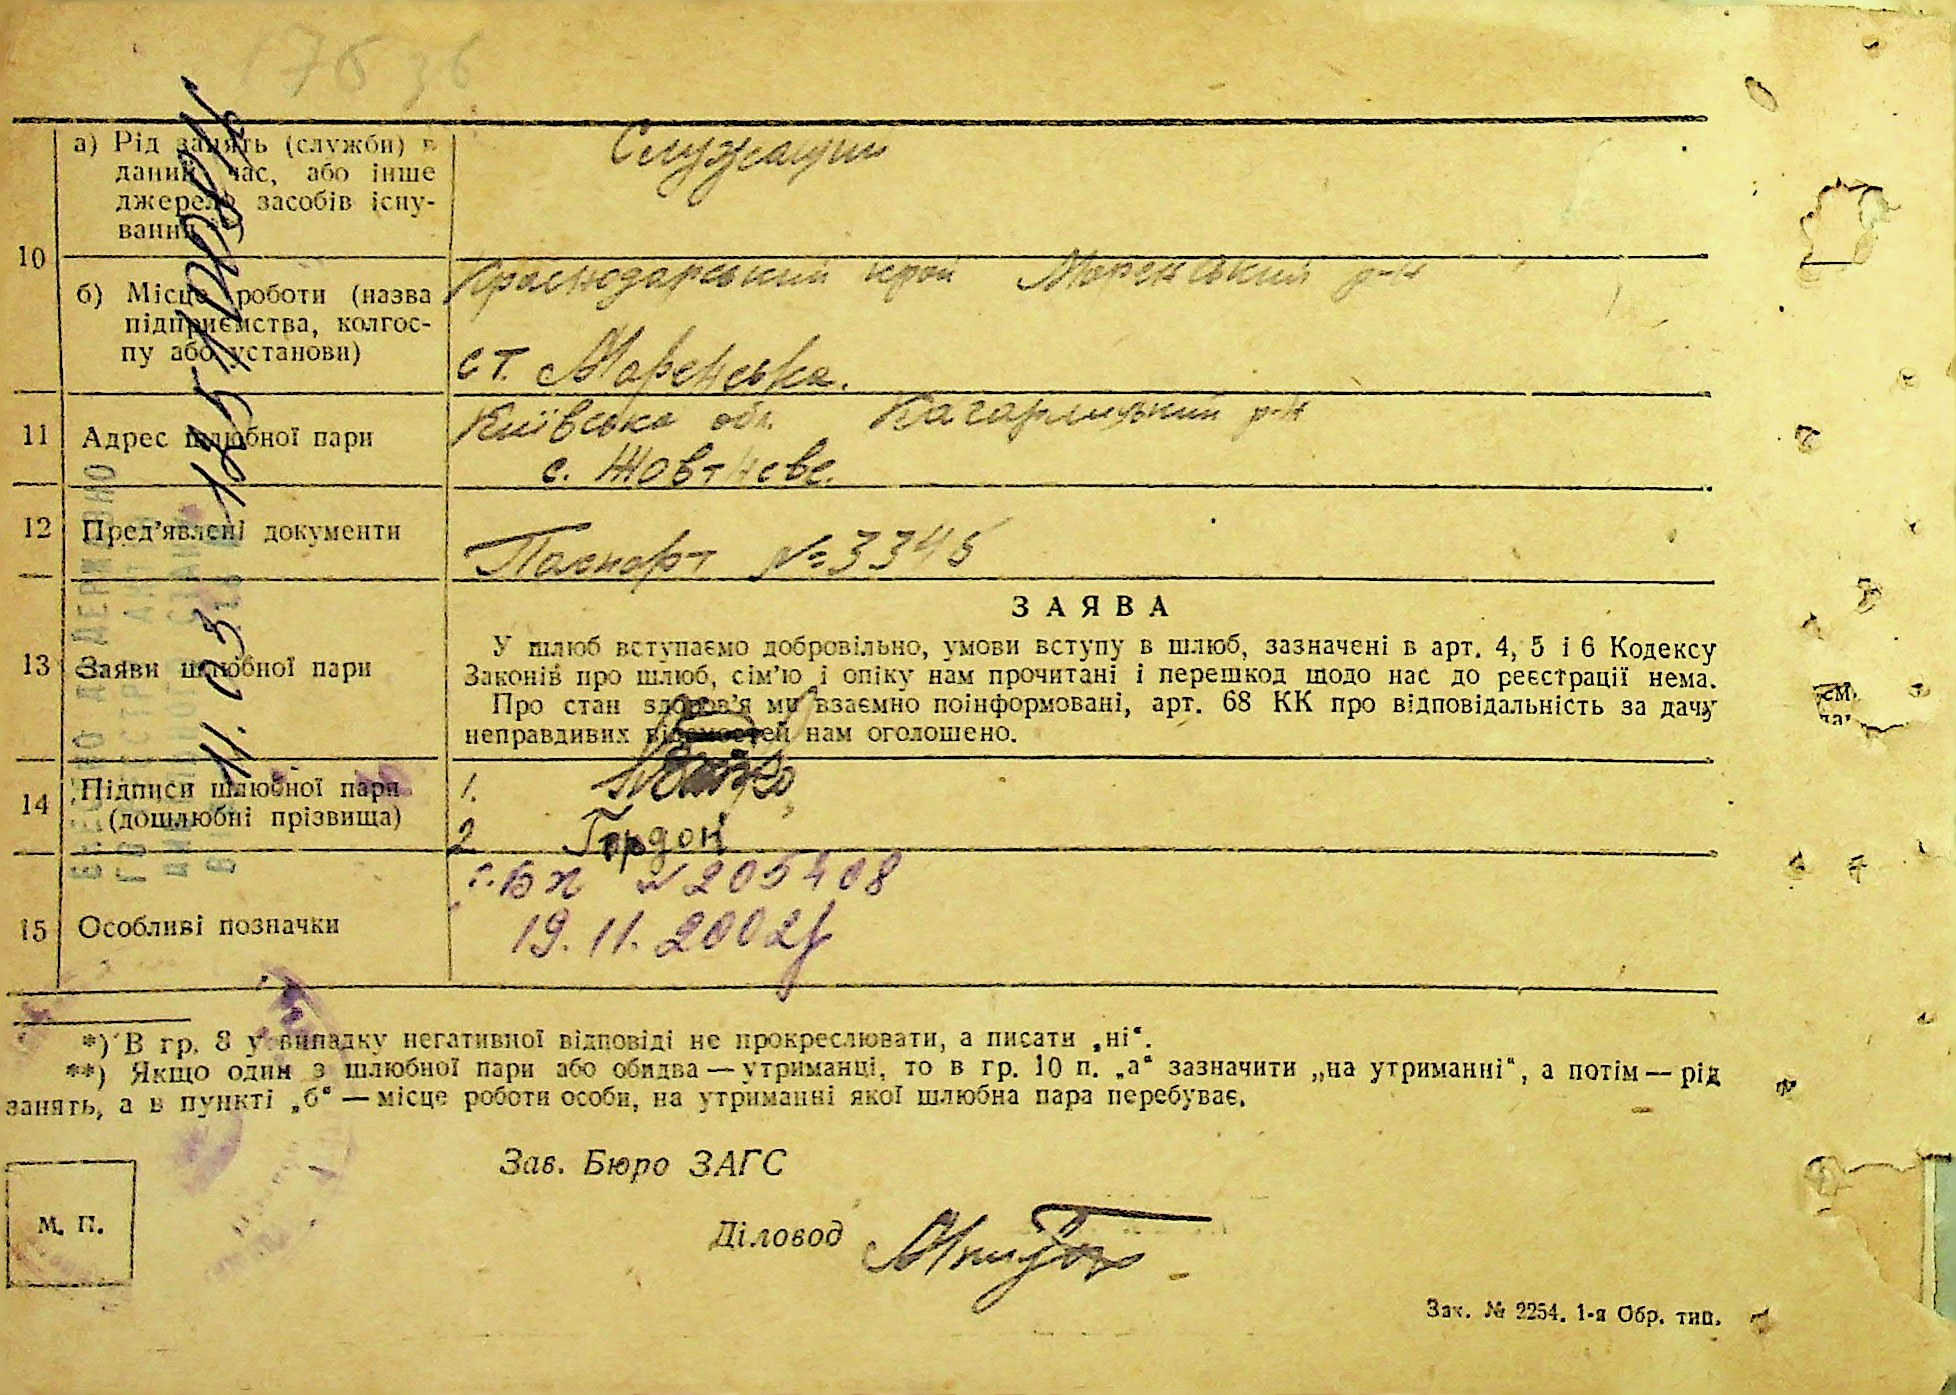 17636
10
а) Рід занять (служби) в
даний час, або інше
джерело засобів існу-
вання **)
Служащий
б) Місце роботи (назва
підприємства, колгос-
пу або установи)
Краснодарський край р-н
ст.
11
Адрес шлюбної пари
Київська обл. Кагарлицький р-н
с. Жовтневе.
12
Пред'явлені документи
Паспорт №3345
13
Заяви шлюбної пари
ЗАЯВА
У шлюб вступаємо добровільно, умови вступу в шлюб, зазначені в арт. 4, 5 і 6 Кодексу
Законів про шлюб, сім'ю і опіку нам прочитані і перешкод щодо нас до реєстрації нема.
Про стан здоров'я ми взаємно поінформовані, арт. 68 КК про відповідальність за дачу
неправдивих відомостей нам оголошено.
14
Підписи шлюбної пари
(дошлюбні прізвища)
1.
2 Гордон
15
Особливі позначки
№ 205408
19.11.2002
*) В гр. 8 у випадку негативної відповіді не прокреслювати, а писати „ні“.
**) Якщо один з шлюбної пари або обидва — утриманці, то в гр. 10 п. „а“ зазначити „на утриманні“, а потім — рід
занять, а в пункті „б“ — місце роботи особи, на утриманні якої шлюбна пара перебуває.
Зав. Бюро ЗАГС
М. П.
Діловод
Зак. № 2254. 1-я Обр. тип.